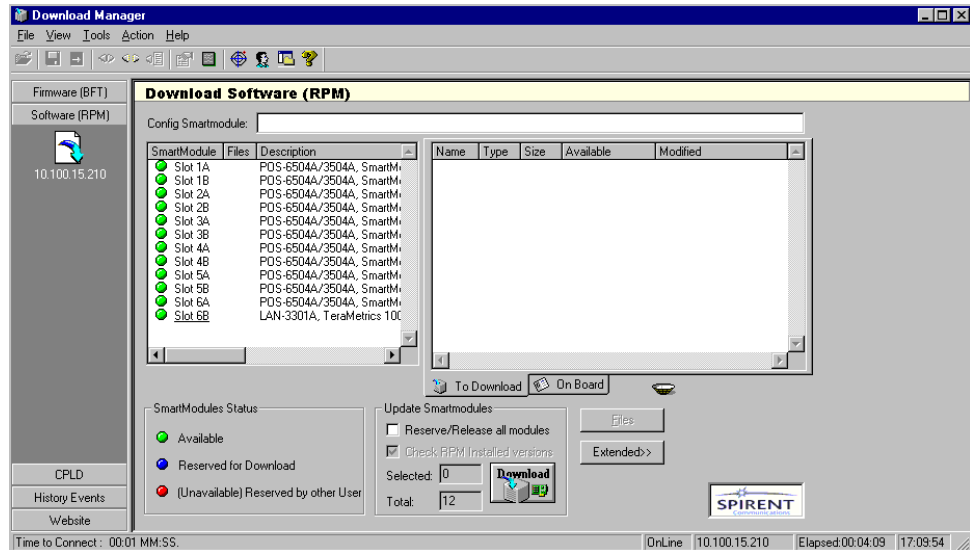 Download Manager
File View Tools Action Help
Firmware (BFT)
Software (RPM)
10.100.15.210
CPLD
History Events
Website
Download Software (RPM)
Config Smartmodule:
SmartModule Files Description
Slot 1A POS-6504A/3504A, SmartM
Slot 1B POS-6504A/3504A, SmartM
Slot 2A POS-6504A/3504A, SmartM
Slot 2B POS-6504A/3504A, SmartM
Slot 3A POS-6504A/3504A, SmartM
Slot 3B POS-6504A/3504A, SmartM
Slot 4A POS-6504A/3504A, SmartM
Slot 4B POS-6504A/3504A, SmartM
Slot 5A POS-6504A/3504A, SmartM
Slot 5B POS-6504A/3504A, SmartM
Slot 6A POS-6504A/3504A, SmartM
Slot 6B LAN-3301A, TeraMetrics 100
Name Type Size Available Modified
To Download On Board
SmartModules Status
Available
Reserved for Download
(Unavailable) Reserved by other User
Update Smartmodules
Reserve/Release all modules
Check RPM Installed versions
Selected: 0
Total: 12
Download
Files
Extended>>
SPIRENT
Communications
Time to Connect : 00:01 MM:SS.
OnLine 10.100.15.210 Elapsed:00:04:09 17:09:54